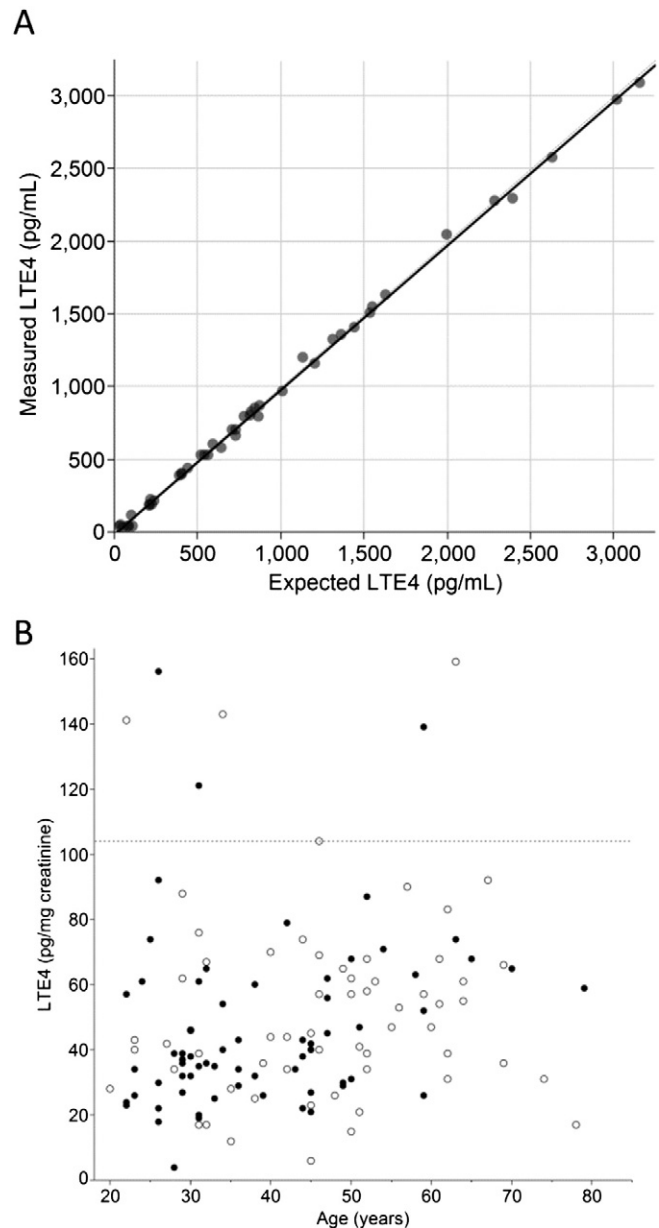 A
3,000
2,500
2,000
1,500
1,000
500
0
Measured LTE4 (pg/mL)
0 500 1,000 1,500 2,000 2,500 3,000
Expected LTE4 (pg/mL)
B
160
140
120
100
80
60
40
20
0
LTE4 (pg/mg creatinine)
20 30 40 50 60 70 80
Age (years)